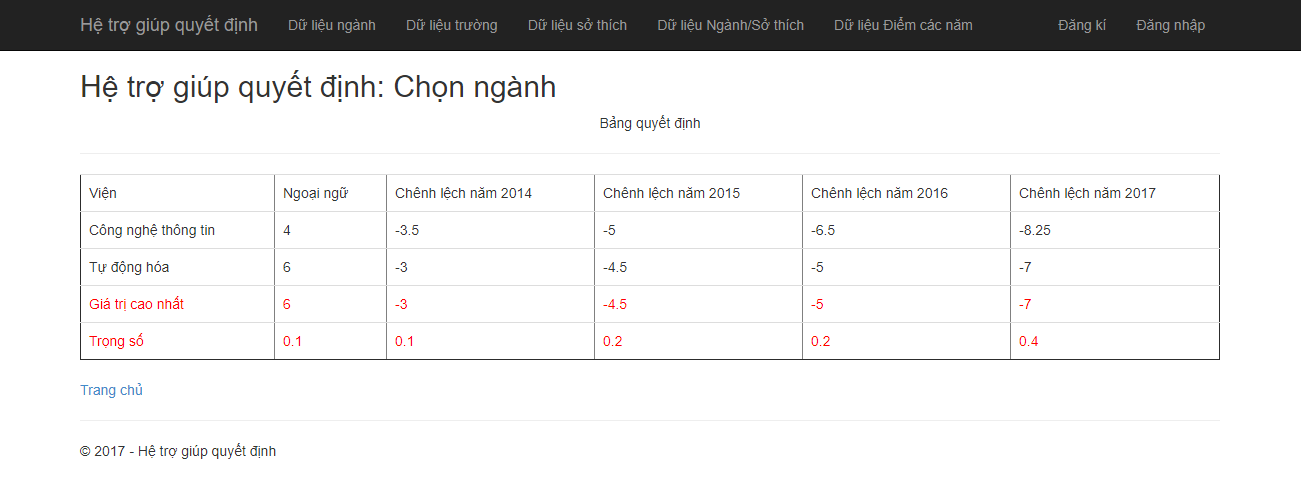 Hệ trợ giúp quyết định Dữ liệu ngành Dữ liệu trường Dữ liệu sở thích Dữ liệu Ngành/Sở thích Dữ liệu Điểm các năm Đăng kí Đăng nhập
Hệ trợ giúp quyết định: Chọn ngành
Bảng quyết định
Viện Ngoại ngữ Chênh lệch năm 2014 Chênh lệch năm 2015 Chênh lệch năm 2016 Chênh lệch năm 2017
Công nghệ thông tin 4 -3.5 -5 -6.5 -8.25
Tự động hóa 6 -3 -4.5 -5 -7
Giá trị cao nhất 6 -3 -4.5 -5 -7
Trọng số 0.1 0.1 0.2 0.2 0.4
Trang chủ
© 2017 - Hệ trợ giúp quyết định